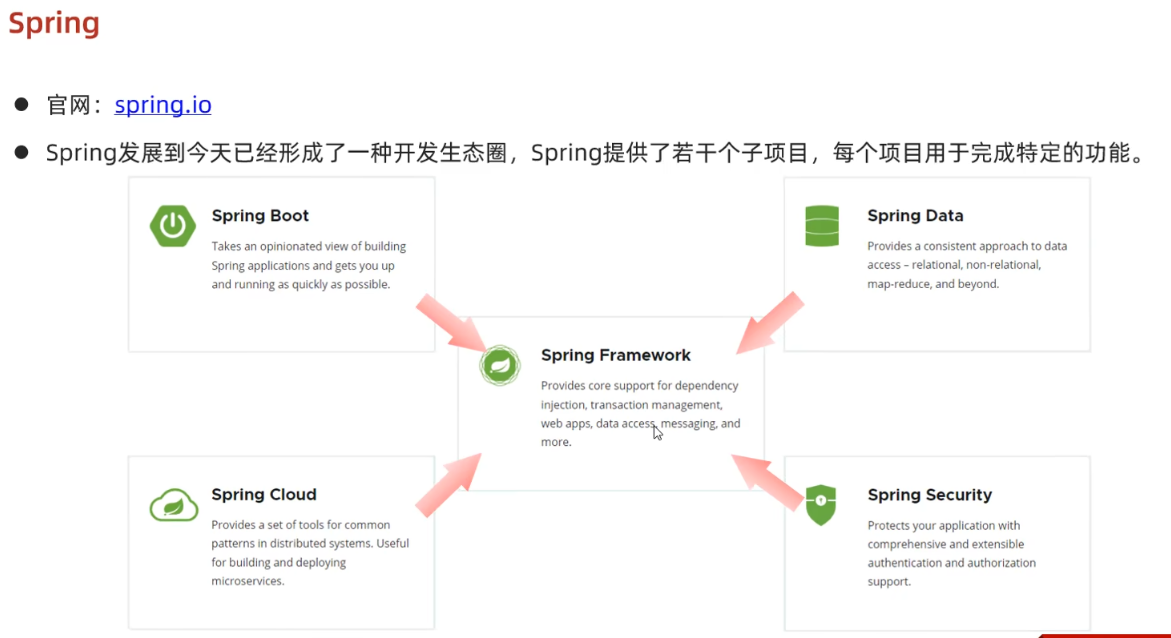 Spring
● 官网：spring.io
● Spring发展到今天已经形成了一种开发生态圈，Spring提供了若干个子项目，每个项目用于完成特定的功能。
Spring Boot
Takes an opinionated view of building
Spring applications and gets you up
and running as quickly as possible.
Spring Data
Provides a consistent approach to data
access – relational, non-relational,
map-reduce, and beyond.
Spring Framework
Provides core support for dependency
injection, transaction management,
web apps, data access, messaging, and
more.
Spring Cloud
Provides a set of tools for common
patterns in distributed systems. Useful
for building and deploying
microservices.
Spring Security
Protects your application with
comprehensive and extensible
authentication and authorization
support.